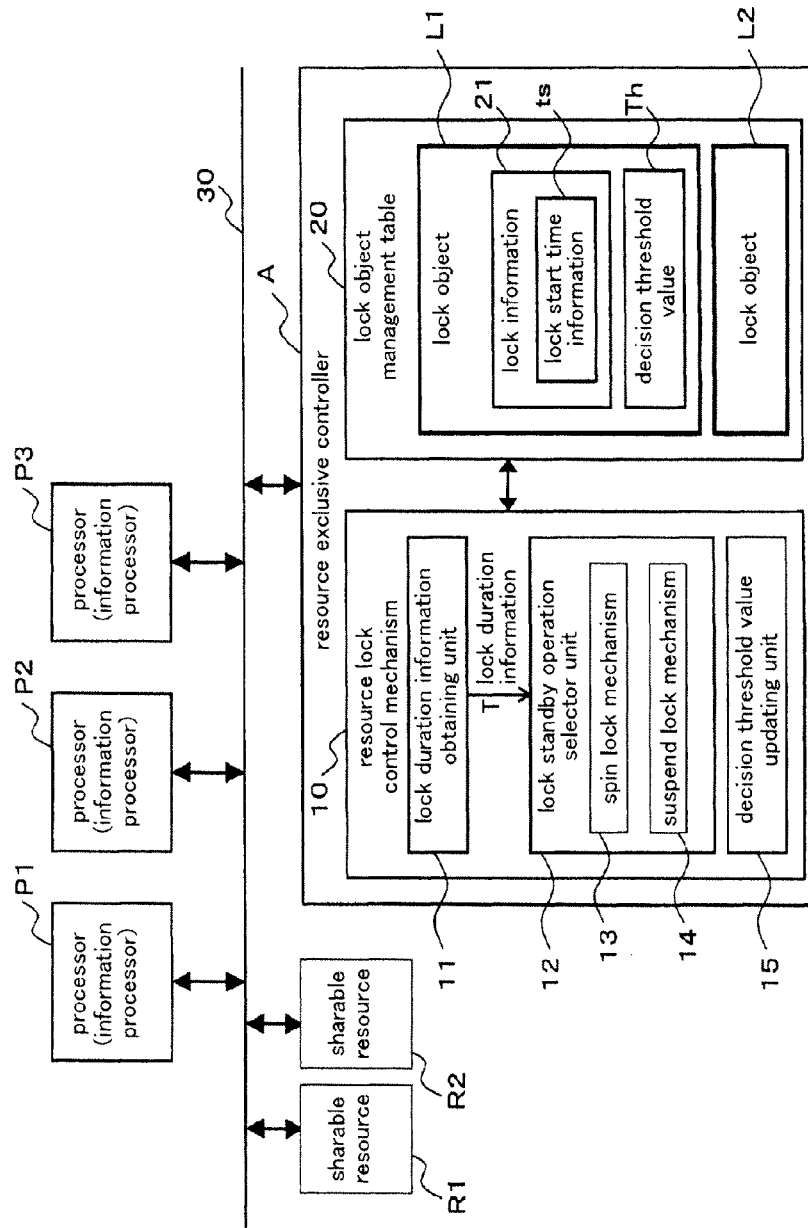 P1
P2
P3
processor
(information
processor)
processor
(information
processor)
processor
(information
processor)
30
A
sharable
resource
sharable
resource
R1
R2
resource exclusive controller
10
resource lock
control mechanism
lock duration information
obtaining unit
T
lock duration
information
lock standby operation
selector unit
spin lock mechanism
suspend lock mechanism
decision threshold value
updating unit
11
12
13
14
15
20
lock object
management table
lock object
lock information
lock start time
information
decision threshold
value
lock object
L1
21
ts
Th
L2